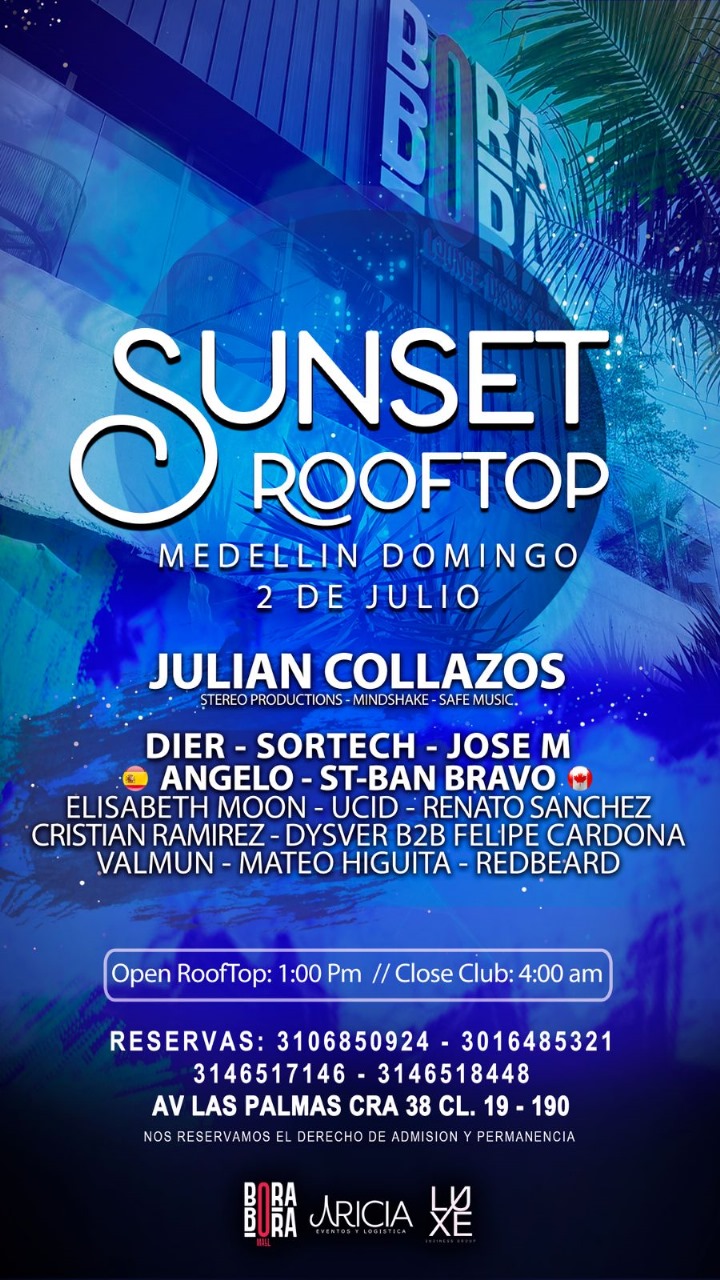 BORA
BORA
SUNSET
ROOFTOP
MEDELLIN DOMINGO
2 DE JULIO
JULIAN COLLAZOS
STEREO PRODUCTIONS - MINDSHAKE - SAFE MUSIC.
DIER - SORTECH - JOSE M
ANGELO - ST-BAN BRAVO
ELISABETH MOON - UCID - RENATO SANCHEZ
CRISTIAN RAMIREZ - DYSVER B2B FELIPE CARDONA
VALMUN - MATEO HIGUITA - REDBEARD
Open RoofTop: 1:00 Pm // Close Club: 4:00 am
RESERVAS: 3106850924 - 3016485321
3146517146 - 3146518448
AV LAS PALMAS CRA 38 CL. 19 - 190
NOS RESERVAMOS EL DERECHO DE ADMISION Y PERMANENCIA
BORA
BORA
MALL
ARICIA
EVENTOS Y LOGISTICA
LUXE